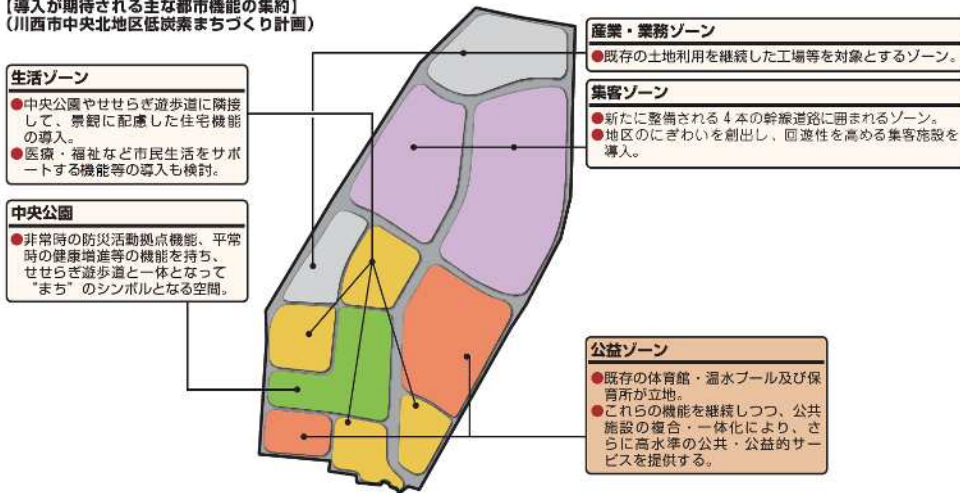 【導入が期待される主な都市機能の集約】
（川西市中央北地区低炭素まちづくり計画）
生活ゾーン
●中央公園やせせらぎ遊歩道に隣接
して、景観に配慮した住宅機能
の導入。
●医療・福祉など市民生活をサポ
ートする機能等の導入も検討。
中央公園
●非常時の防災活動拠点機能、平常
時の健康増進等の機能を持ち、
せせらぎ遊歩道と一体となって
“まち”のシンボルとなる空間。
産業・業務ゾーン
●既存の土地利用を継続した工場等を対象とするゾーン。
集客ゾーン
●新たに整備される４本の幹線道路に囲まれるゾーン。
●地区のにぎわいを創出し、回遊性を高める集客施設を
導入。
公益ゾーン
●既存の体育館・温水プール及び保
育所が立地。
●これらの機能を継続しつつ、公共
施設の複合・一体化により、さ
らに高水準の公共・公益的サー
ビスを提供する。